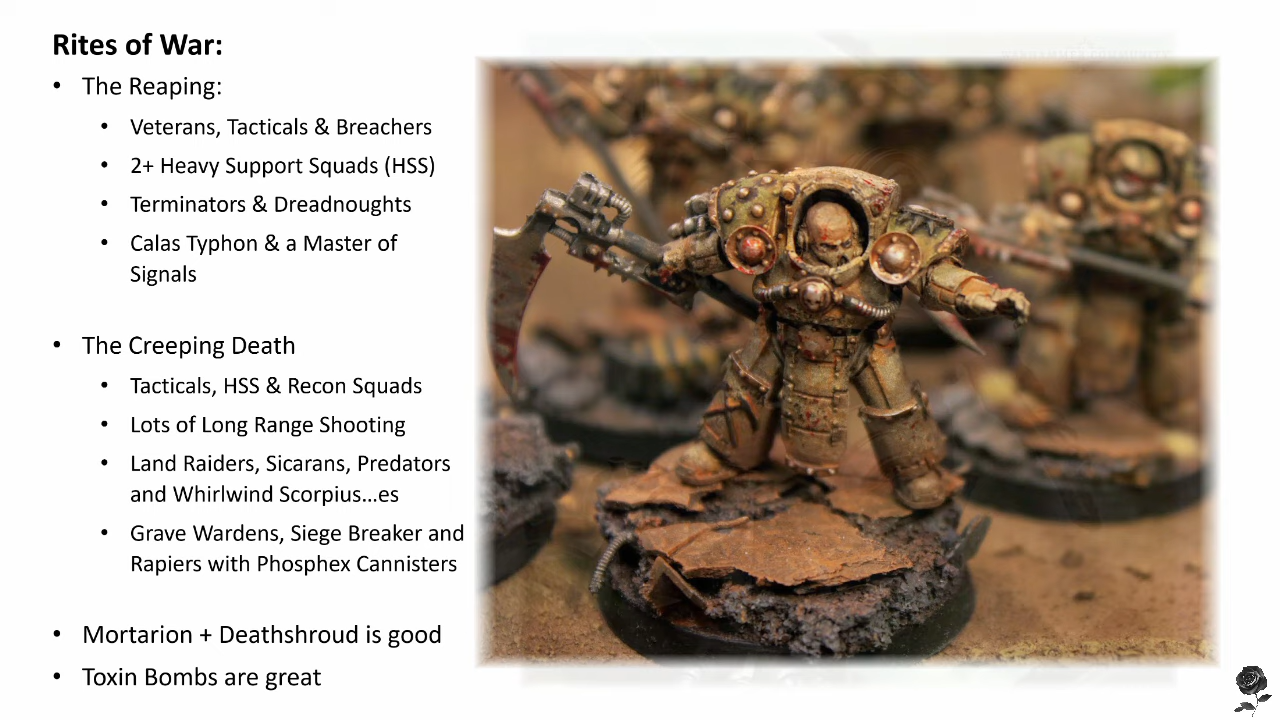 Rites of War:
• The Reaping:
• Veterans, Tacticals & Breachers
• 2+ Heavy Support Squads (HSS)
• Terminators & Dreadnoughts
• Calas Typhon & a Master of
Signals
• The Creeping Death
• Tacticals, HSS & Recon Squads
• Lots of Long Range Shooting
• Land Raiders, Sicarans, Predators
and Whirlwind Scorpius...es
• Grave Wardens, Siege Breaker and
Rapiers with Phosphex Cannisters
• Mortarion + Deathshroud is good
• Toxin Bombs are great